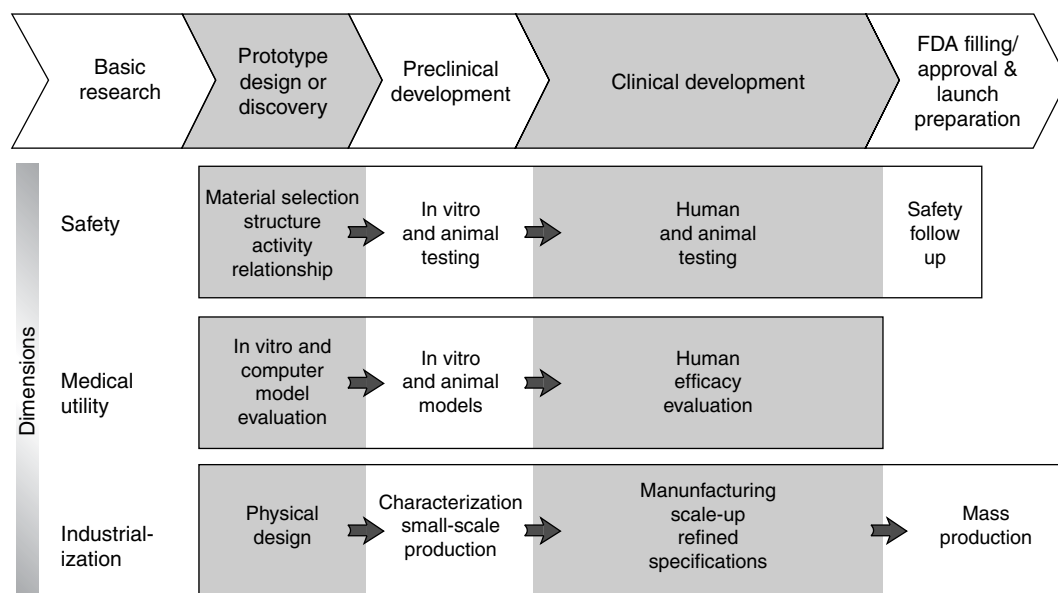 Basic
research
Prototype
design or
discovery
Preclinical
development
Clinical development
FDA filling/
approval &
launch
preparation
Dimensions
Safety
Material selection
structure
activity
relationship
In vitro
and animal
testing
Human
and animal
testing
Safety
follow
up
Medical
utility
In vitro and
computer
model
evaluation
In vitro
and animal
models
Human
efficacy
evaluation
Industrial-
ization
Physical
design
Characterization
small-scale
production
Manunfacturing
scale-up
refined
specifications
Mass
production